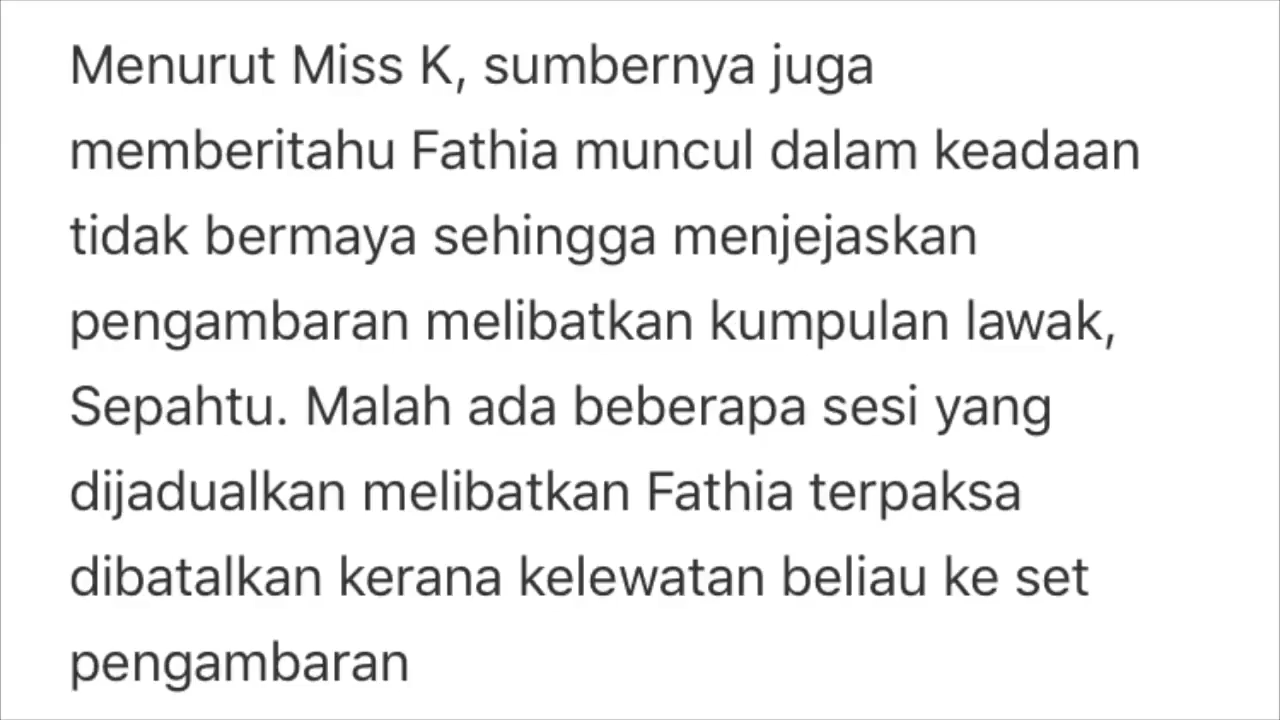 Menurut Miss K, sumbernya juga
memberitahu Fathia muncul dalam keadaan
tidak bermaya sehingga menjejaskan
pengambaran melibatkan kumpulan lawak,
Sepahtu. Malah ada beberapa sesi yang
dijadualkan melibatkan Fathia terpaksa
dibatalkan kerana kelewatan beliau ke set
pengambaran